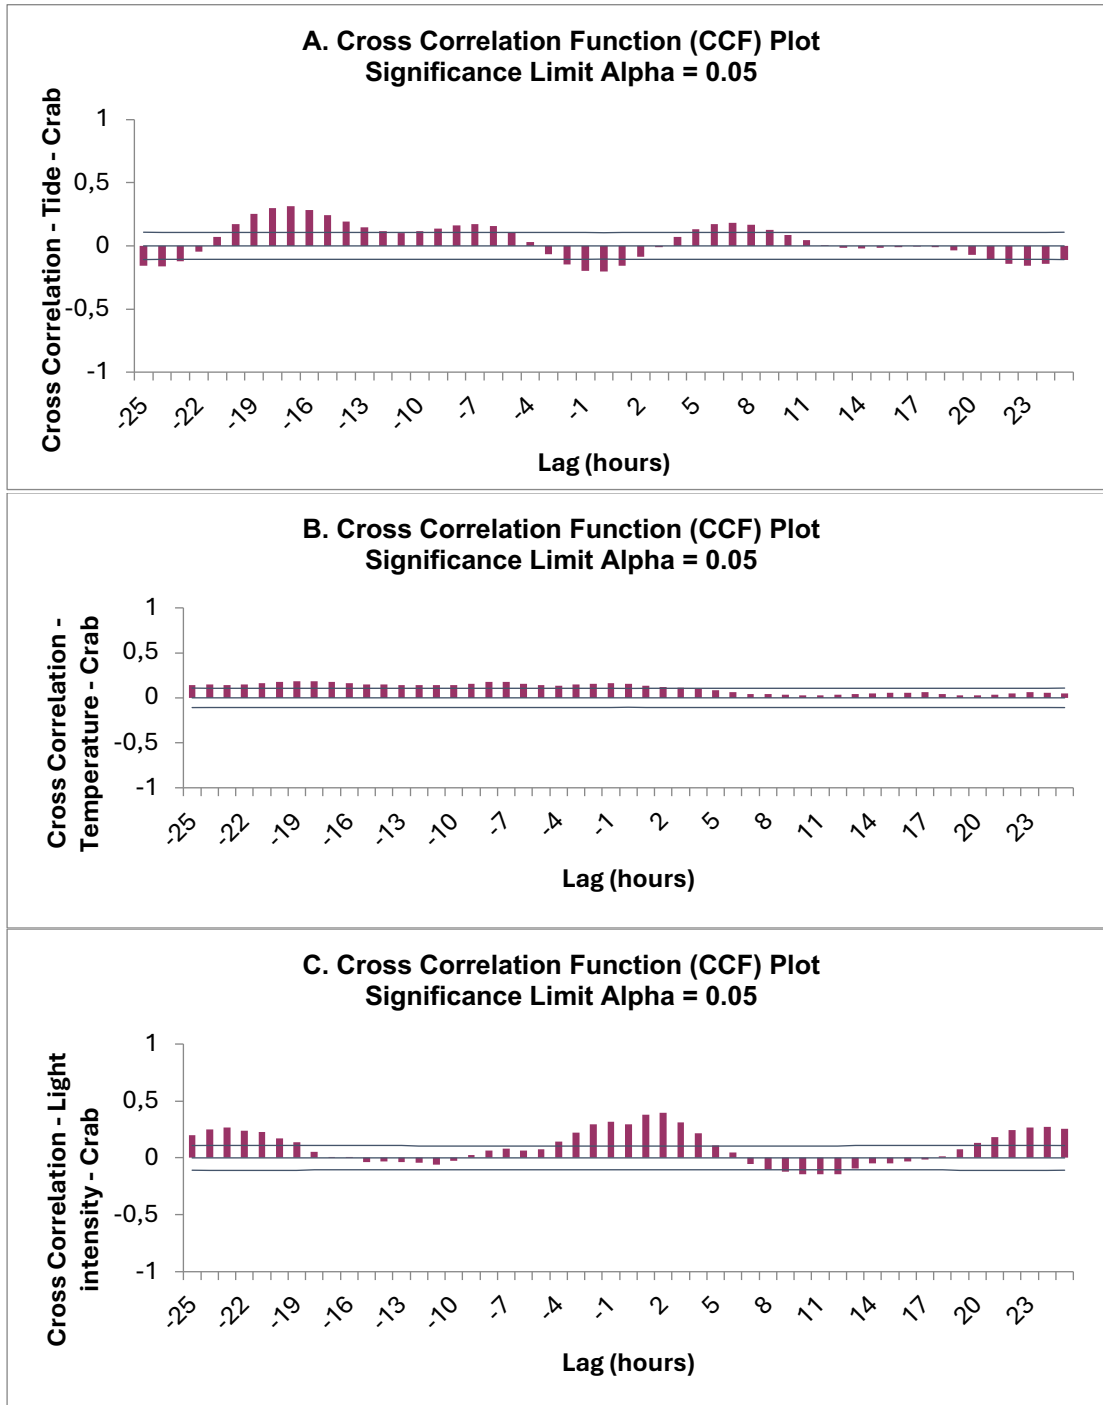 A. Cross Correlation Function (CCF) Plot
Significance Limit Alpha = 0.05
Cross Correlation - Tide - Crab
1
0,5
0
-0,5
-1
-25 -22 -19 -16 -13 -10 -7 -4 -1 2 5 8 11 14 17 20 23
Lag (hours)
B. Cross Correlation Function (CCF) Plot
Significance Limit Alpha = 0.05
Cross Correlation -
Temperature - Crab
1
0,5
0
-0,5
-1
-25 -22 -19 -16 -13 -10 -7 -4 -1 2 5 8 11 14 17 20 23
Lag (hours)
C. Cross Correlation Function (CCF) Plot
Significance Limit Alpha = 0.05
Cross Correlation - Light
intensity - Crab
1
0,5
0
-0,5
-1
-25 -22 -19 -16 -13 -10 -7 -4 -1 2 5 8 11 14 17 20 23
Lag (hours)